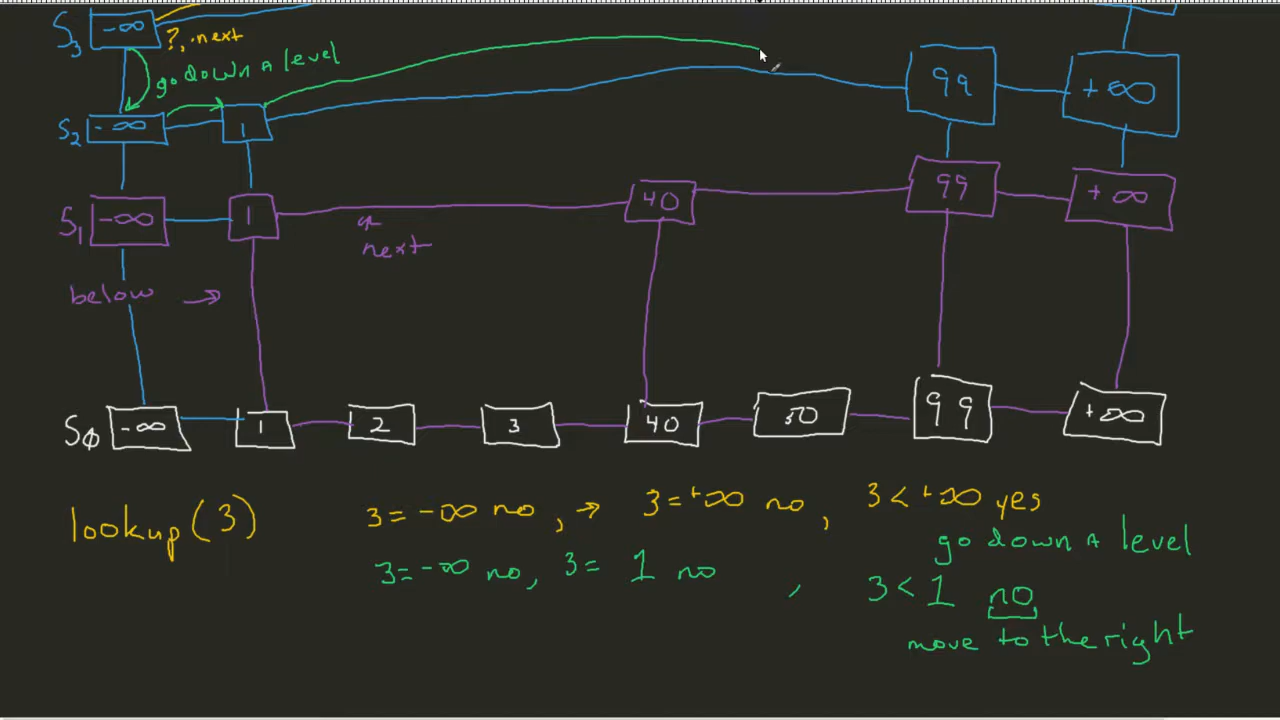 S3 -∞ ?, next
go down a level
S2 -∞ 1 99 +∞
S1 -∞ 1 40 99 +∞
next
below →
S0 -∞ 1 2 3 40 50 99 +∞
lookup(3) 3=-∞ no, → 3=+∞ no, 3<+∞ yes
go down a level
3=-∞ no, 3= 1 no , 3<1 no
move to the right